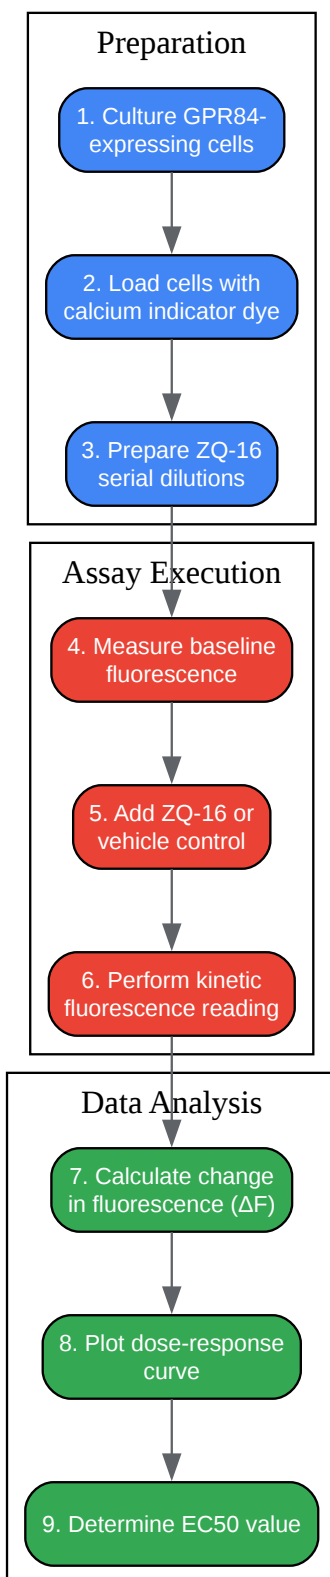 Preparation
1. Culture GPR84-
expressing cells
2. Load cells with
calcium indicator dye
3. Prepare ZQ-16
serial dilutions
Assay Execution
4. Measure baseline
fluorescence
5. Add ZQ-16 or
vehicle control
6. Perform kinetic
fluorescence reading
Data Analysis
7. Calculate change
in fluorescence (ΔF)
8. Plot dose-response
curve
9. Determine EC50 value